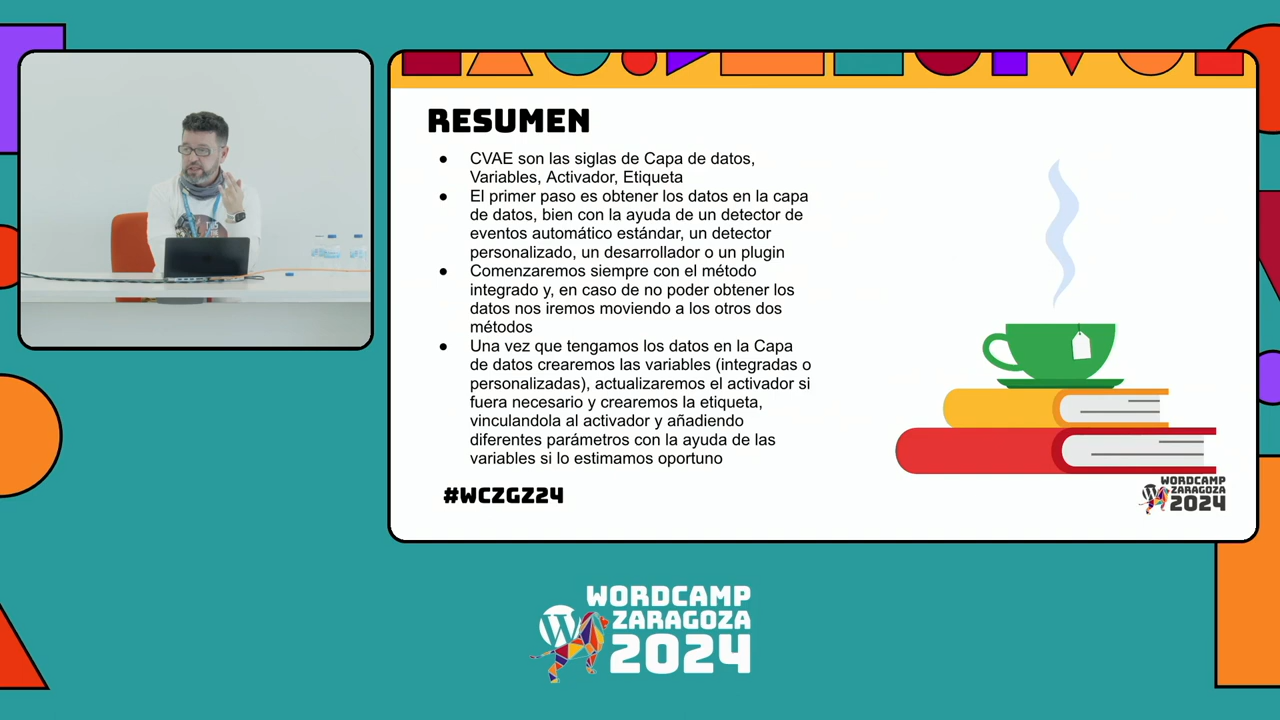 RESUMEN
● CVAE son las siglas de Capa de datos,
Variables, Activador, Etiqueta
● El primer paso es obtener los datos en la capa
de datos, bien con la ayuda de un detector de
eventos automático estándar, un detector
personalizado, un desarrollador o un plugin
● Comenzaremos siempre con el método
integrado y, en caso de no poder obtener los
datos nos iremos moviendo a los otros dos
métodos
● Una vez que tengamos los datos en la Capa
de datos crearemos las variables (integradas o
personalizadas), actualizaremos el activador si
fuera necesario y crearemos la etiqueta,
vinculandola al activador y añadiendo
diferentes parámetros con la ayuda de las
variables si lo estimamos oportuno
#WCZGZ24
WORDCAMP
ZARAGOZA
2024
WORDCAMP
ZARAGOZA
2024